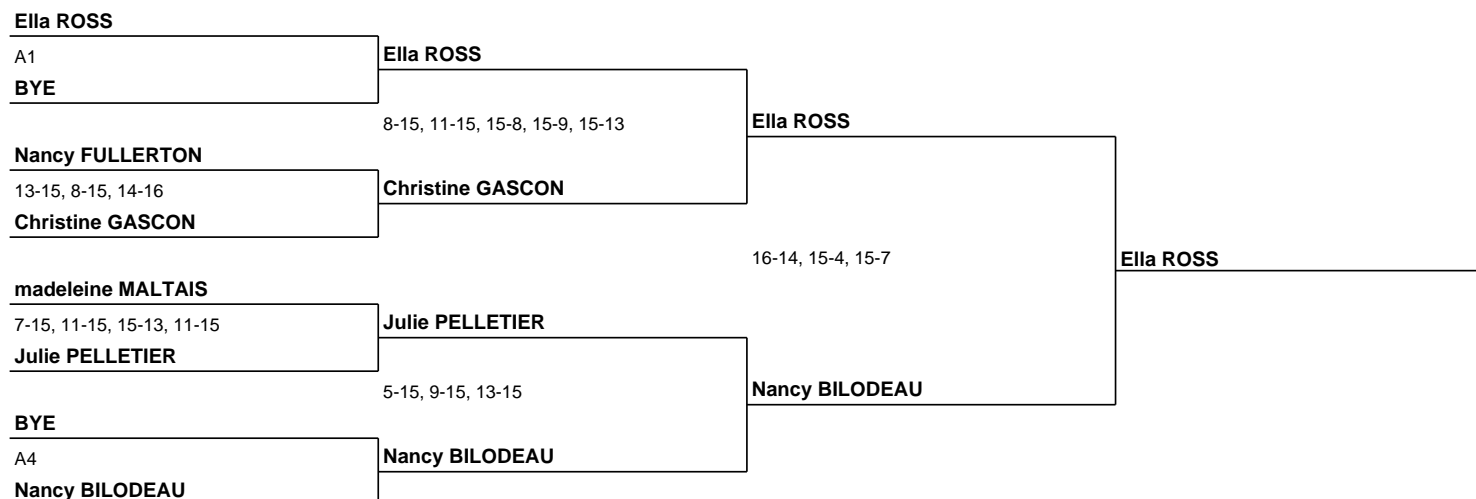 Ella ROSS
A1
BYE
Ella ROSS
8-15, 11-15, 15-8, 15-9, 15-13
Nancy FULLERTON
13-15, 8-15, 14-16
Christine GASCON
Christine GASCON
Ella ROSS
16-14, 15-4, 15-7
Ella ROSS
madeleine MALTAIS
7-15, 11-15, 15-13, 11-15
Julie PELLETIER
Julie PELLETIER
5-15, 9-15, 13-15
Nancy BILODEAU
BYE
A4
Nancy BILODEAU
Nancy BILODEAU